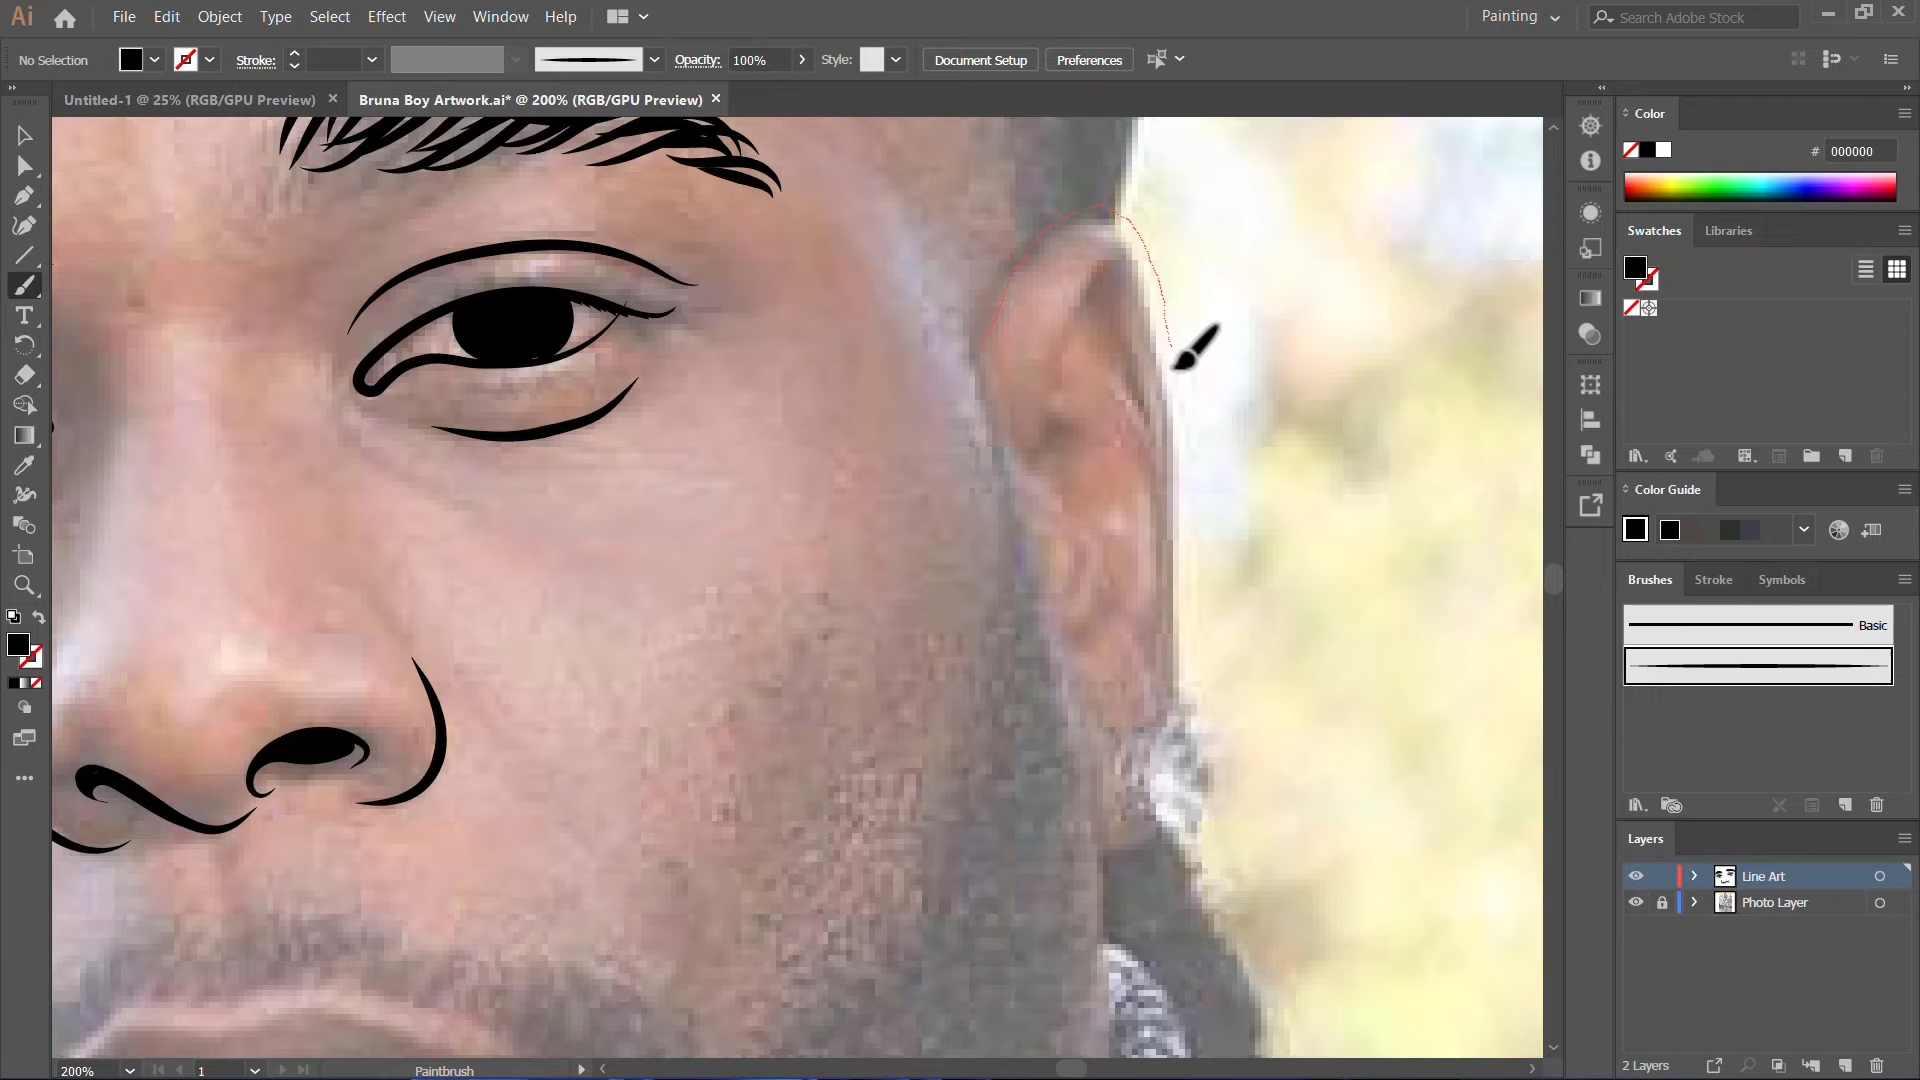 Ai File Edit Object Type Select Effect View Window Help Painting Search Adobe Stock
No Selection Stroke: Opacity: 100% Style: Document Setup Preferences
Untitled-1 @ 25% (RGB/GPU Preview) Bruna Boy Artwork.ai* @ 200% (RGB/GPU Preview)
Color
# 000000
Swatches Libraries
Color Guide
Brushes Stroke Symbols
Basic
Layers
Line Art
Photo Layer
2 Layers
200% 1 Paintbrush